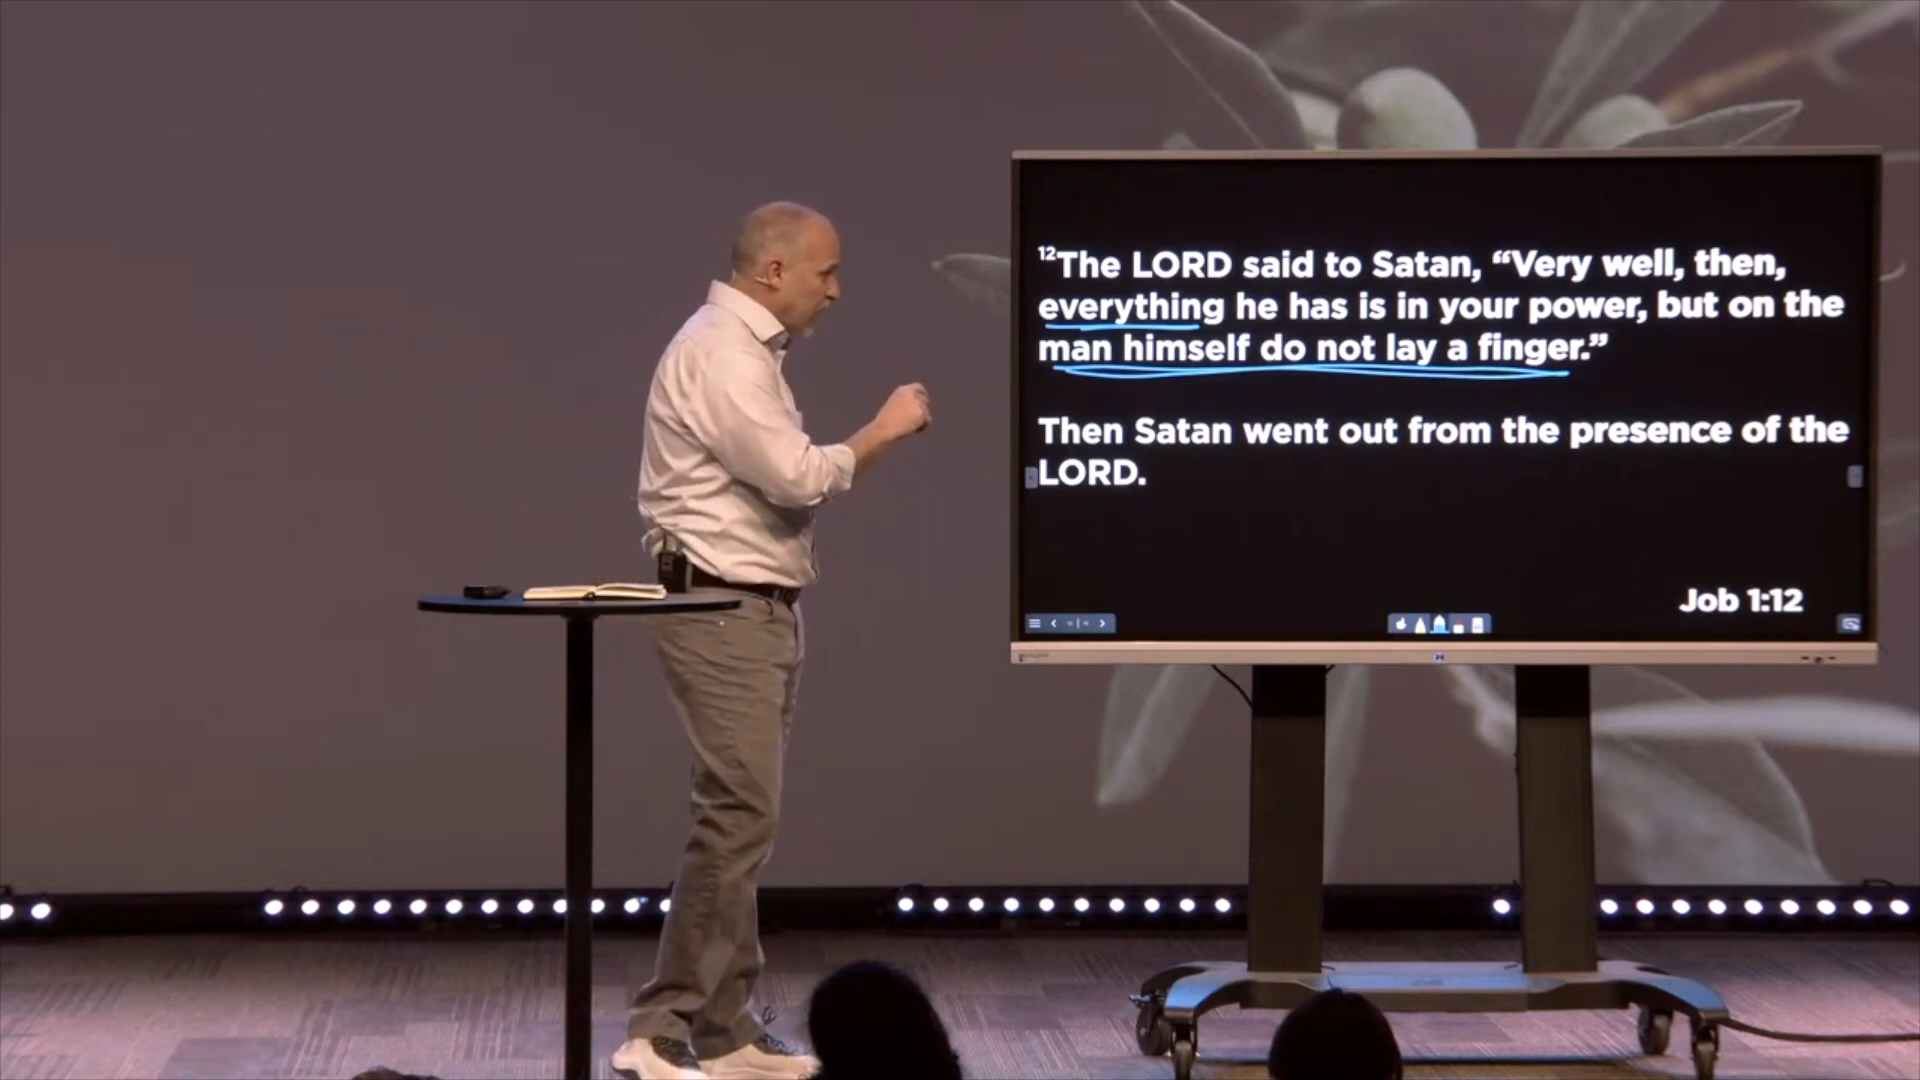 ¹²The LORD said to Satan, “Very well, then,
everything he has is in your power, but on the
man himself do not lay a finger.”
Then Satan went out from the presence of the
LORD.
Job 1:12